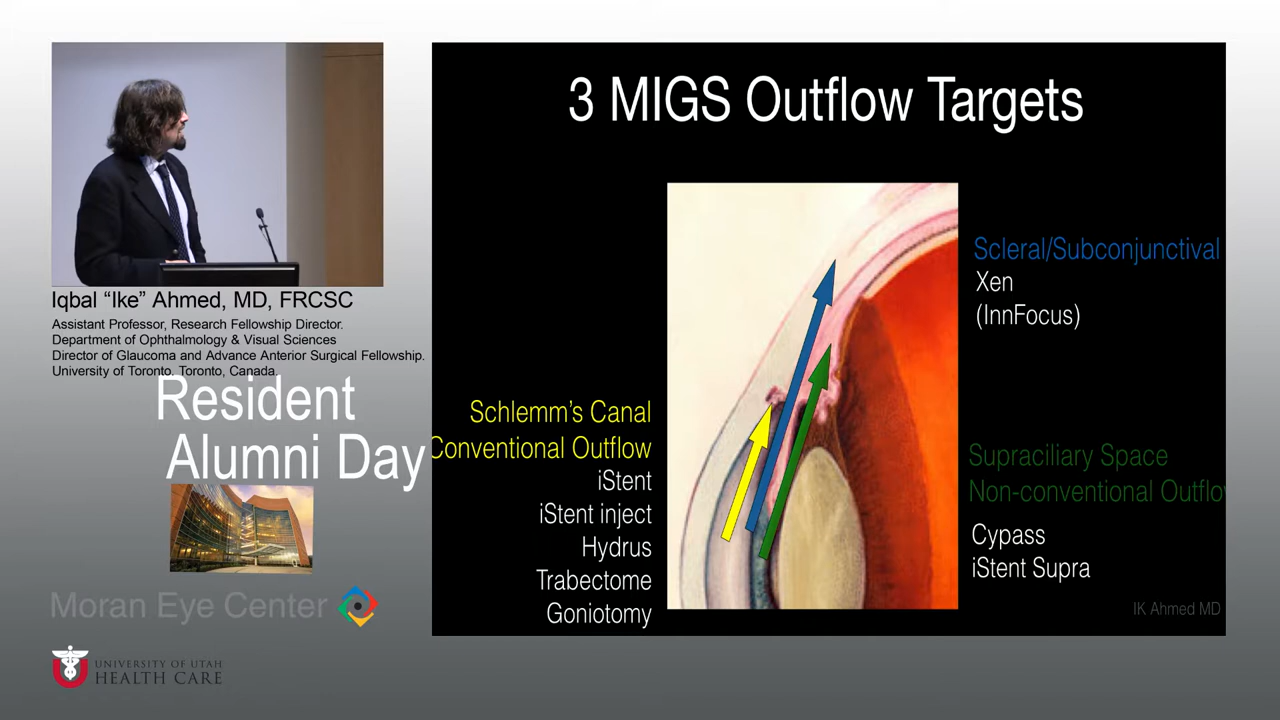 Iqbal “Ike” Ahmed, MD, FRCSC
Assistant Professor, Research Fellowship Director.
Department of Ophthalmology & Visual Sciences
Director of Glaucoma and Advance Anterior Surgical Fellowship.
University of Toronto. Toronto, Canada.
Resident
Alumni Day
Moran Eye Center
UNIVERSITY OF UTAH
HEALTH CARE
3 MIGS Outflow Targets
Schlemm’s Canal
Conventional Outflow
iStent
iStent inject
Hydrus
Trabectome
Goniotomy
Scleral/Subconjunctival
Xen
(InnFocus)
Supraciliary Space
Non-conventional Outflow
Cypass
iStent Supra
IK Ahmed MD